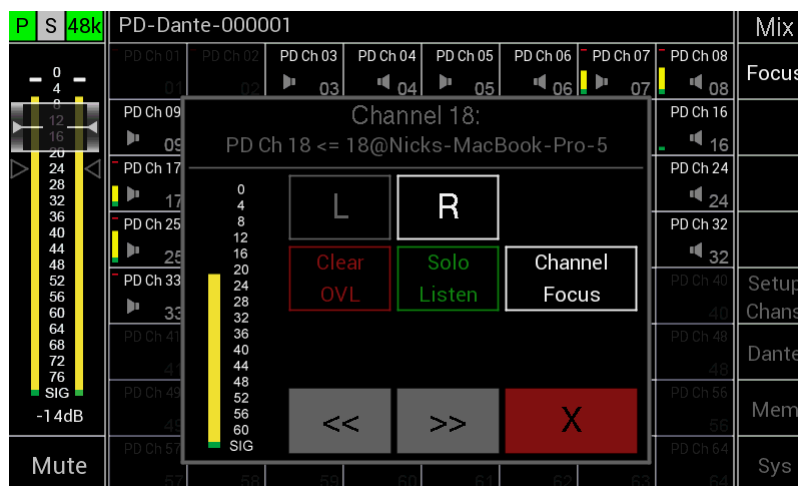 P S 48k PD-Dante-000001 Mix
PD Ch 01 PD Ch 02 PD Ch 03 PD Ch 04 PD Ch 05 PD Ch 06 PD Ch 07 PD Ch 08
01 02 03 04 05 06 07 08
Focus
0
4
8
12
16
20
24
28
32
36
40
44
48
52
56
60
64
68
72
76
SIG
-14dB
Mute
PD Ch 09
09
PD Ch 17
17
PD Ch 25
25
PD Ch 33
33
PD Ch 41
41
PD Ch 49
49
PD Ch 57
57 58 59 60 61 62 63 64
Channel 18:
PD Ch 18 <= 18@Nicks-MacBook-Pro-5
0
4
8
12
16
20
24
28
32
36
40
44
48
52
56
60
SIG
L R
Clear
OVL
Solo
Listen
Channel
Focus
<< >> X
PD Ch 16
16
PD Ch 24
24
PD Ch 32
32
PD Ch 40
40
PD Ch 48
48
PD Ch 56
56
PD Ch 64
Setup
Chans
Dante
Mem
Sys